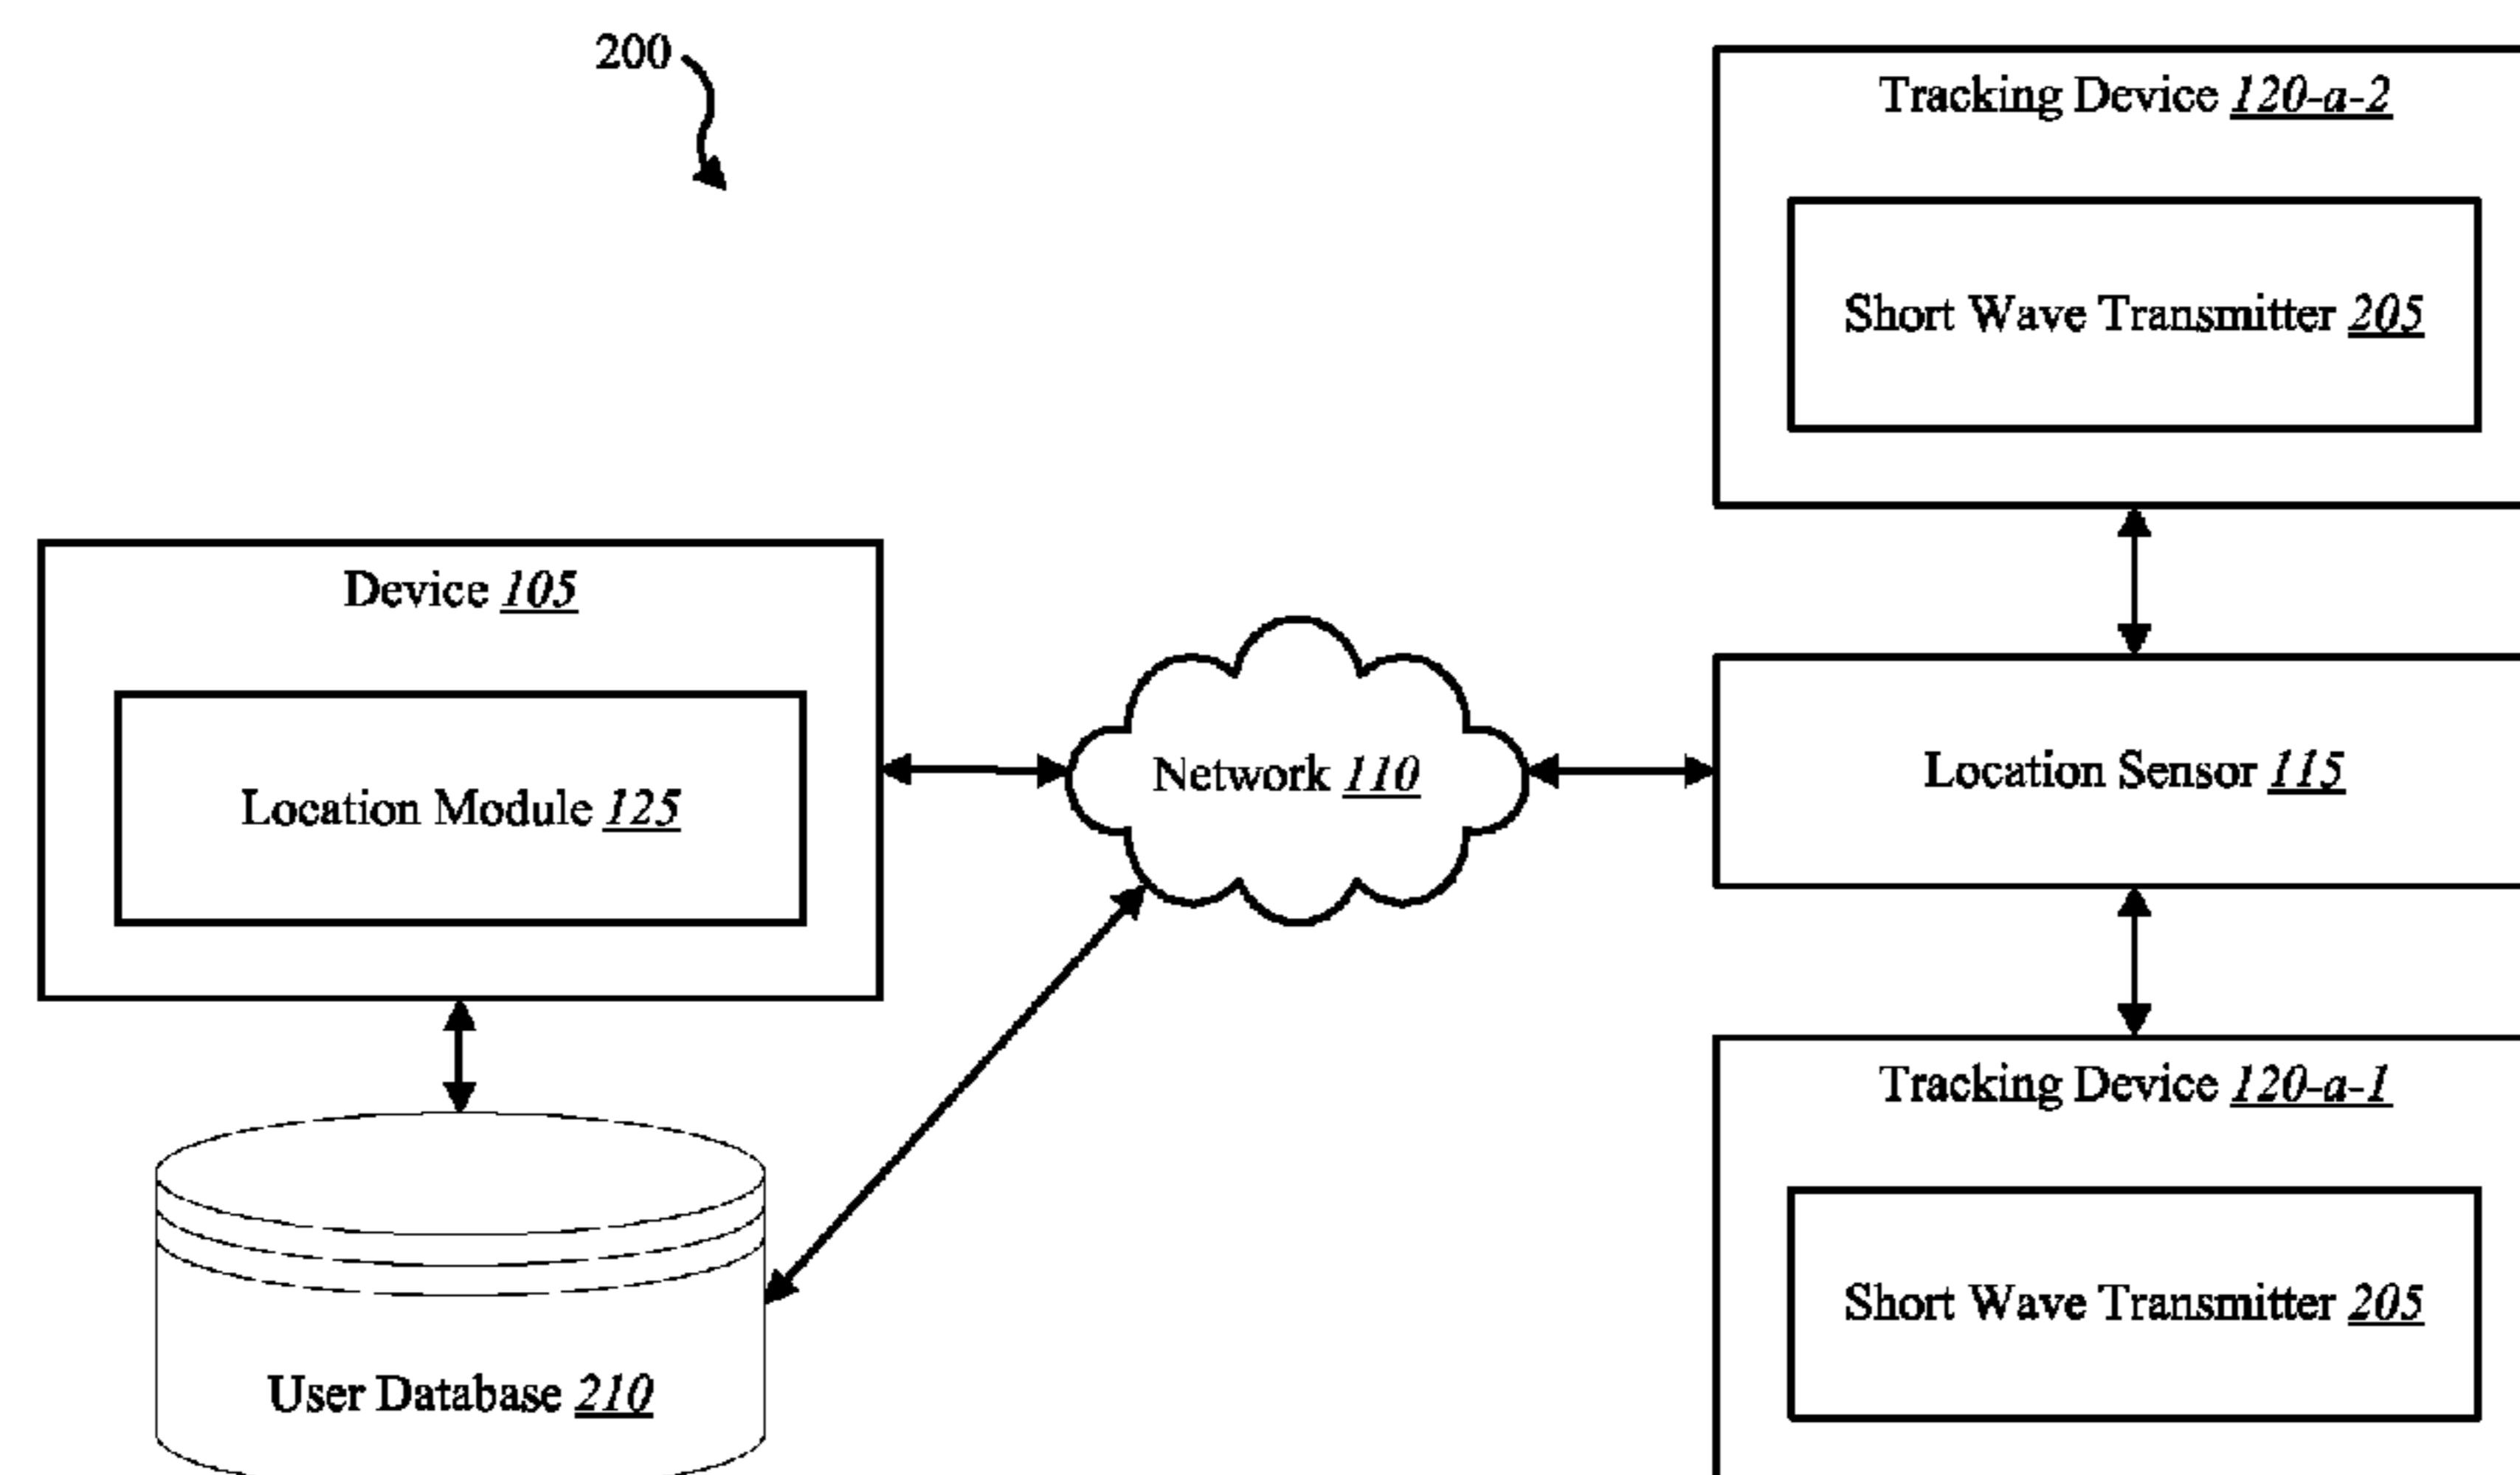 200
Tracking Device 120-a-2
Short Wave Transmitter 205
Device 105
Location Module 125
Network 110
Location Sensor 115
Tracking Device 120-a-1
Short Wave Transmitter 205
User Database 210